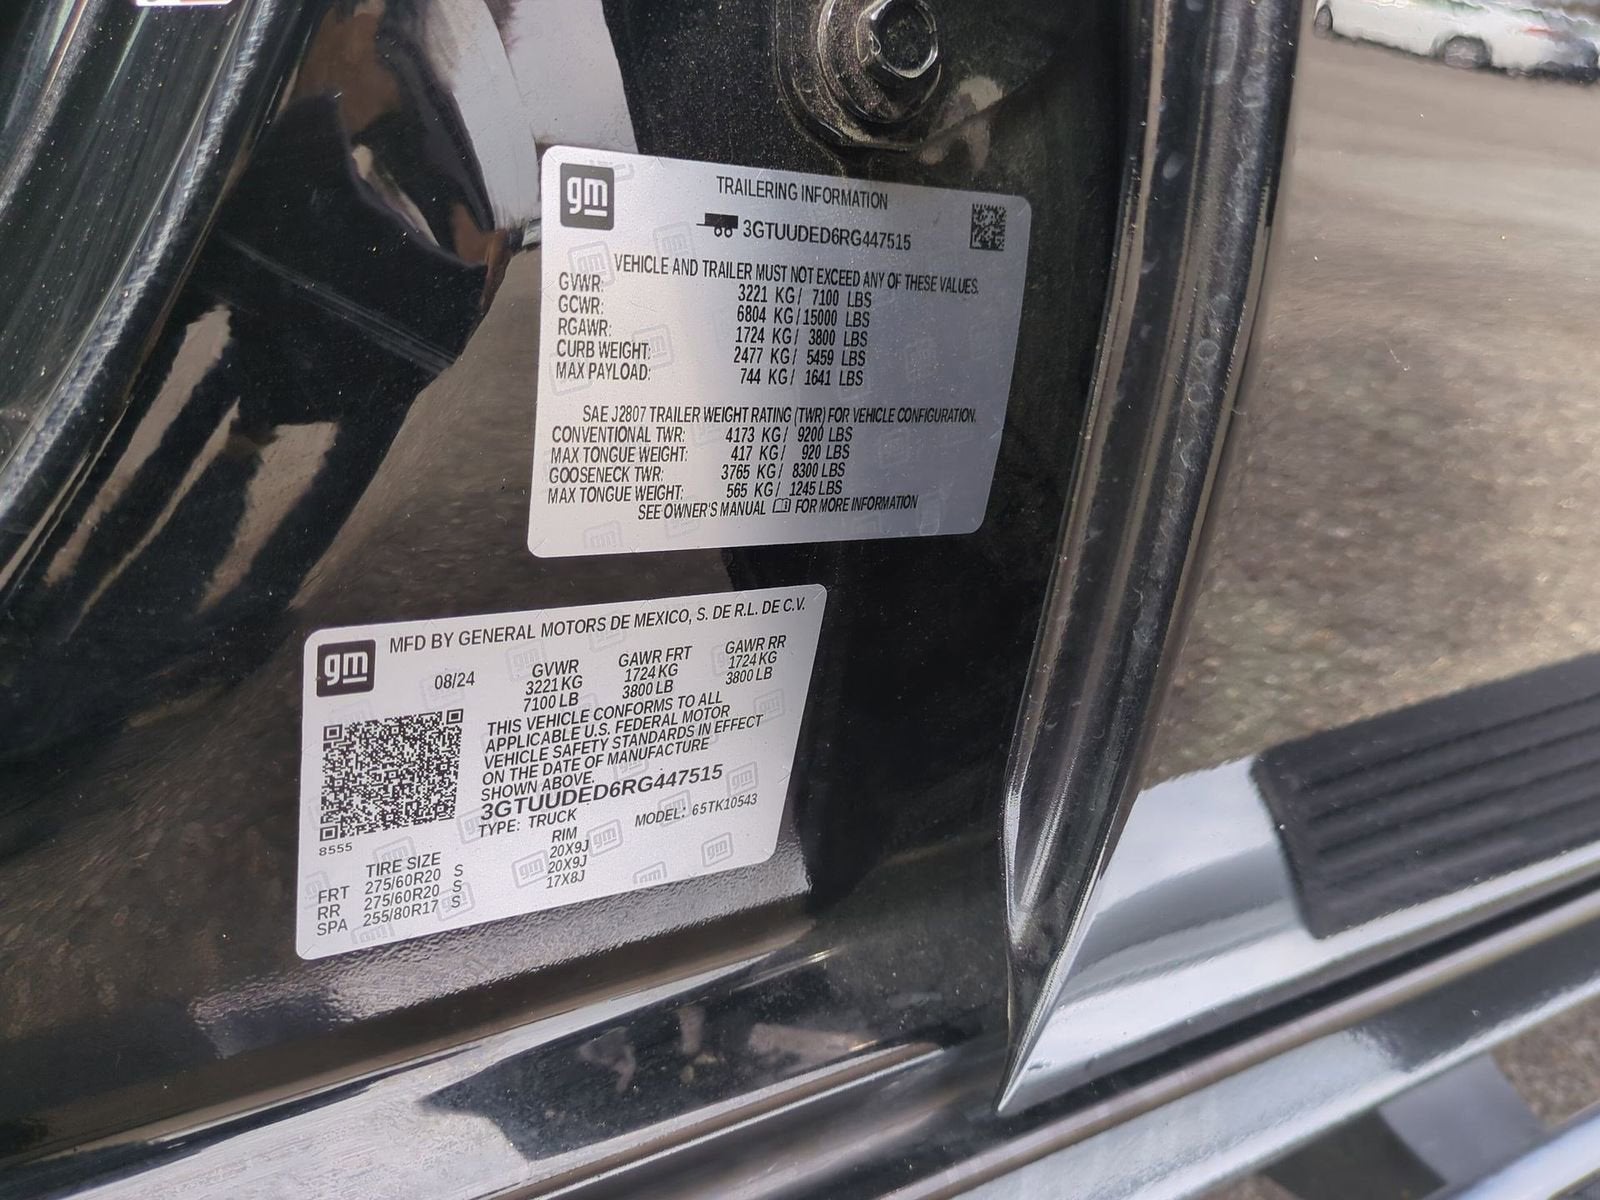 gm
TRAILERING INFORMATION
3GTUUDED6RG447515
VEHICLE AND TRAILER MUST NOT EXCEED ANY OF THESE VALUES.
GVWR: 3221 KG/ 7100 LBS
GCWR: 6804 KG/15000 LBS
RGAWR: 1724 KG/ 3800 LBS
CURB WEIGHT: 2477 KG/ 5459 LBS
MAX PAYLOAD: 744 KG/ 1641 LBS
SAE J2807 TRAILER WEIGHT RATING (TWR) FOR VEHICLE CONFIGURATION.
CONVENTIONAL TWR: 4173 KG/ 9200 LBS
MAX TONGUE WEIGHT: 417 KG/ 920 LBS
GOOSENECK TWR: 3765 KG/ 8300 LBS
MAX TONGUE WEIGHT: 565 KG/ 1245 LBS
SEE OWNER'S MANUAL FOR MORE INFORMATION
gm
MFD BY GENERAL MOTORS DE MEXICO, S. DE R.L. DE C.V.
08/24 GVWR GAWR FRT GAWR RR
3221 KG 1724 KG 1724 KG
7100 LB 3800 LB 3800 LB
THIS VEHICLE CONFORMS TO ALL
APPLICABLE U.S. FEDERAL MOTOR
VEHICLE SAFETY STANDARDS IN EFFECT
ON THE DATE OF MANUFACTURE
SHOWN ABOVE.
3GTUUDED6RG447515
TYPE: TRUCK MODEL: 65TK10543
8555
TIRE SIZE RIM
FRT 275/60R20 S 20X9J
RR 275/60R20 S 20X9J
SPA 255/80R17 S 17X8J